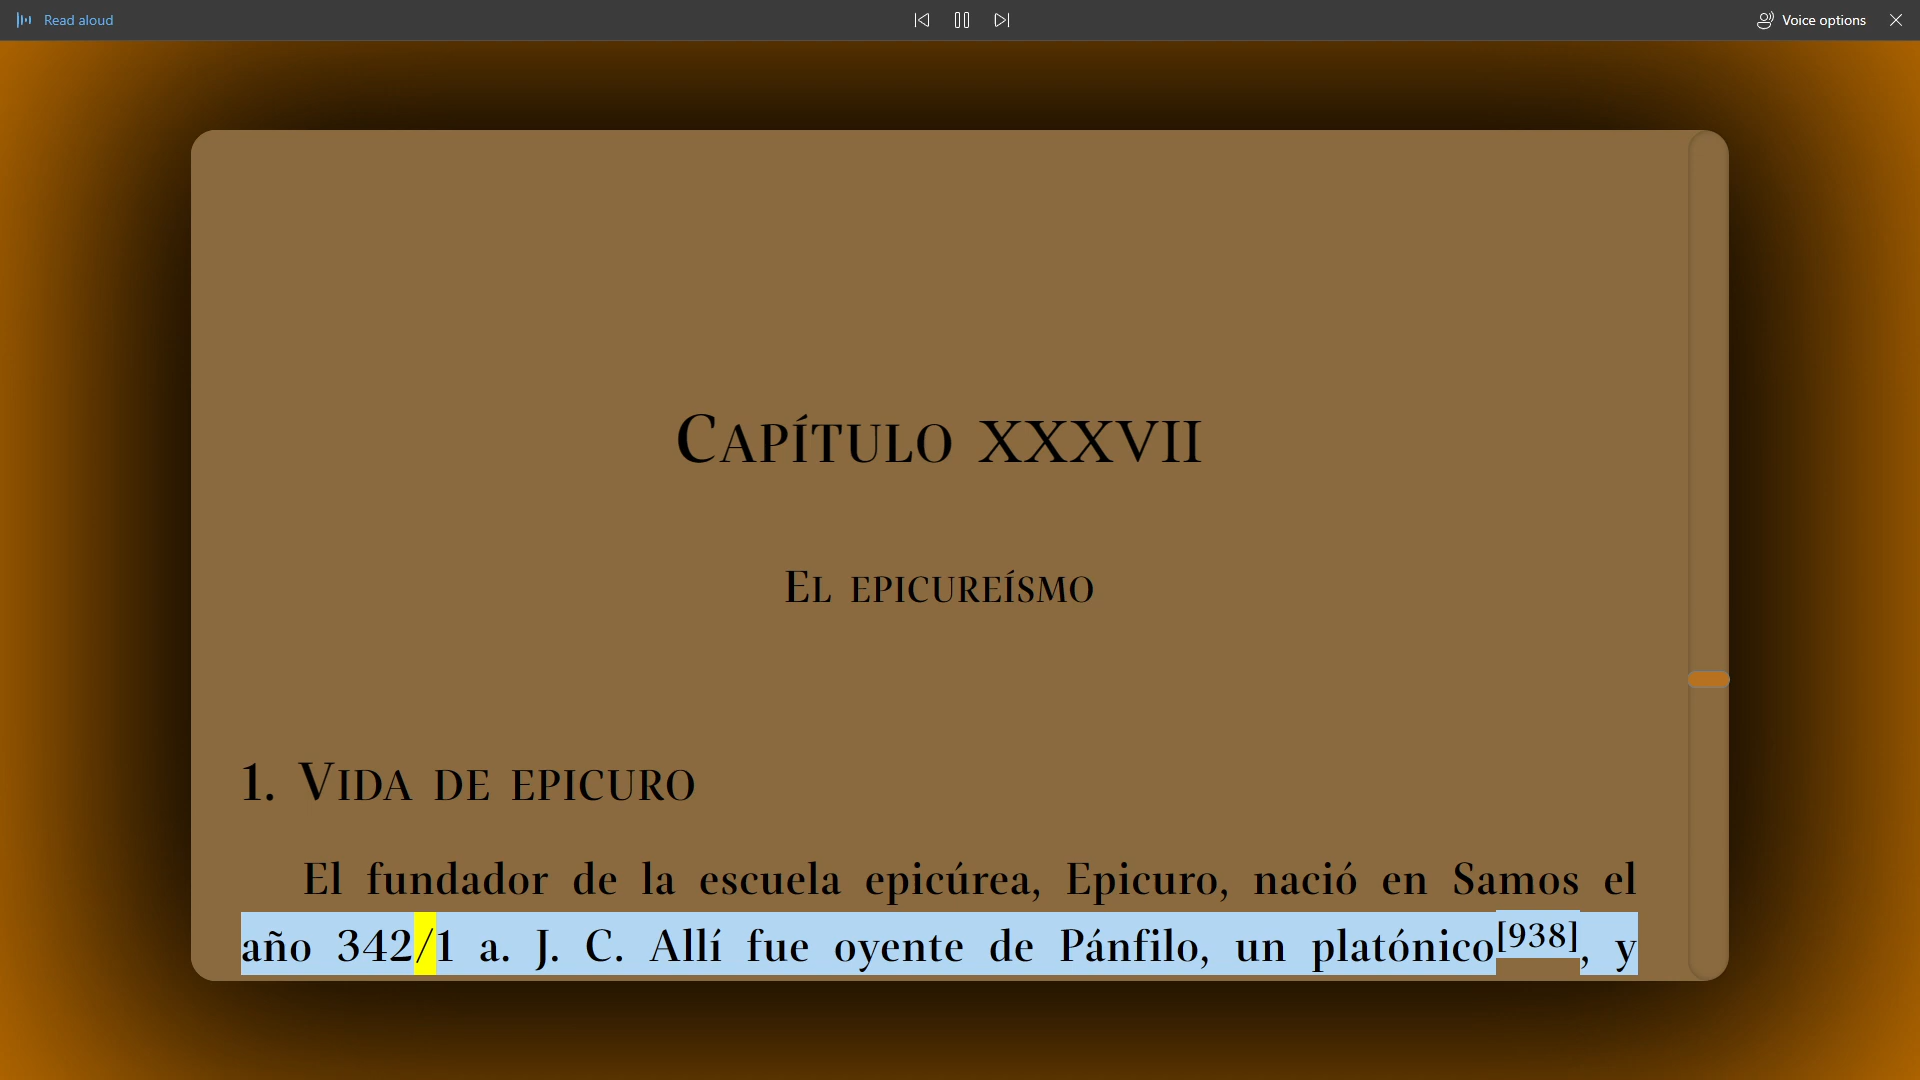 Read aloud
Voice options
Capítulo XXXVII
El epicureísmo
1. Vida de epicuro
El fundador de la escuela epicúrea, Epicuro, nació en Samos el
año 342/1 a. J. C. Allí fue oyente de Pánfilo, un platónico[938], y